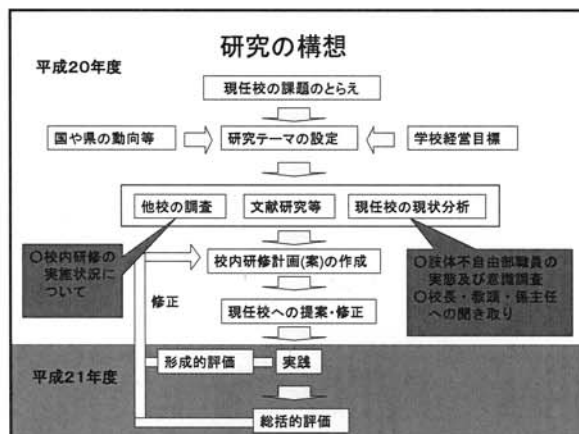 研究の構想
平成20年度
現任校の課題のとらえ
国や県の動向等
研究テーマの設定
学校経営目標
他校の調査
文献研究等
現任校の現状分析
○校内研修の
実施状況に
ついて
校内研修計画(案)の作成
○肢体不自由部職員の
実態及び意識調査
○校長・教頭・係主任
への聞き取り
修正
現任校への提案・修正
平成21年度
形成的評価
実践
総括的評価